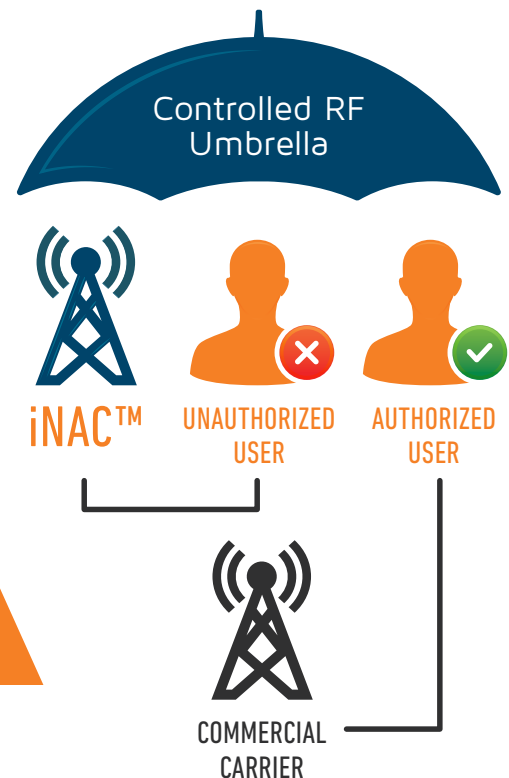 Controlled RF
Umbrella
iNAC™
UNAUTHORIZED
USER
AUTHORIZED
USER
COMMERCIAL
CARRIER